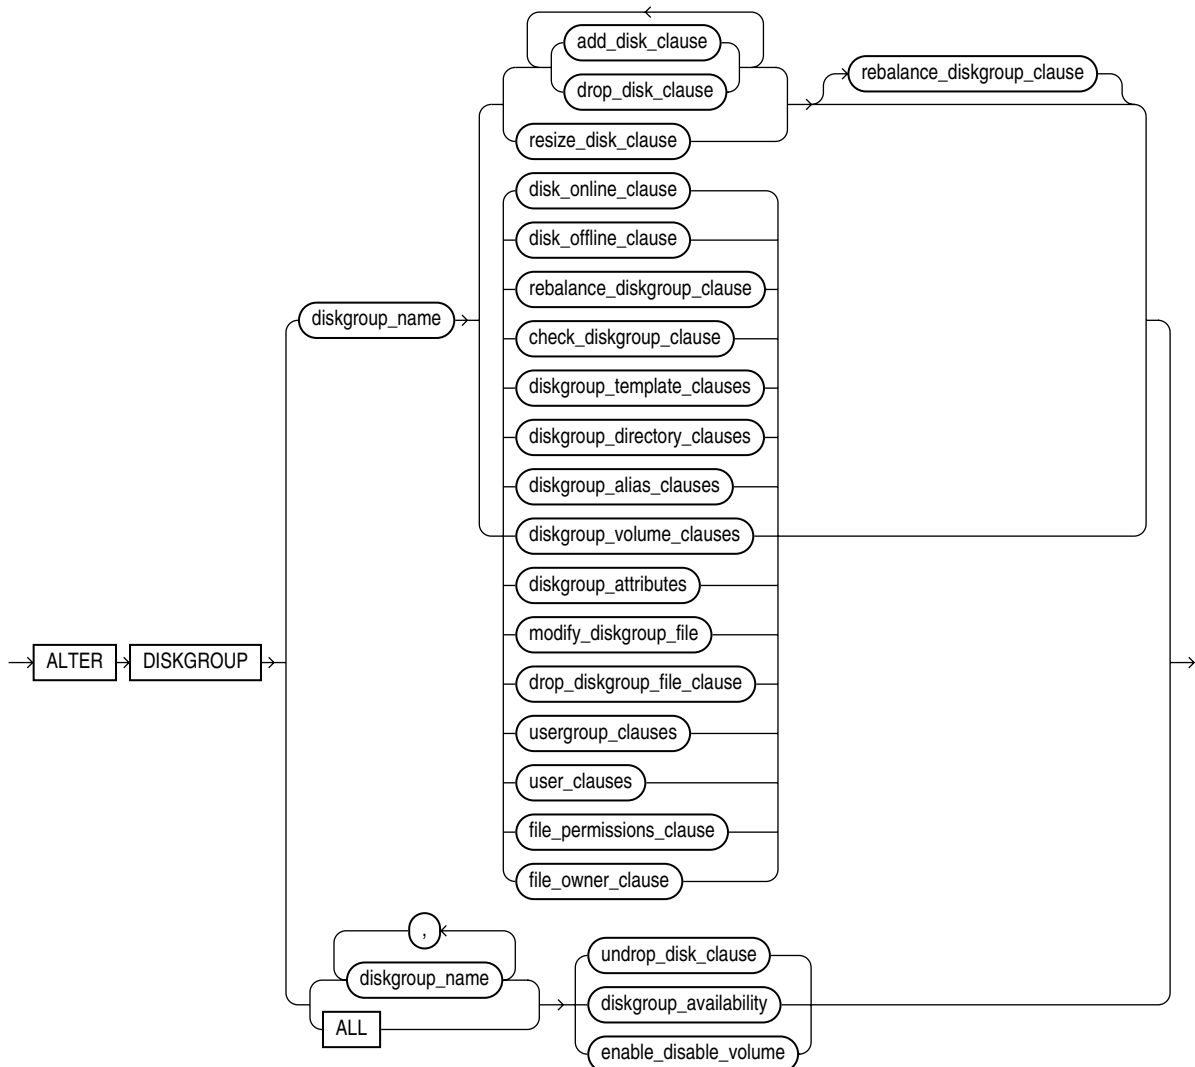 add_disk_clause
rebalance_diskgroup_clause
drop_disk_clause
resize_disk_clause
disk_online_clause
disk_offline_clause
rebalance_diskgroup_clause
diskgroup_name
check_diskgroup_clause
diskgroup_template_clauses
diskgroup_directory_clauses
diskgroup_alias_clauses
diskgroup_volume_clauses
diskgroup_attributes
modify_diskgroup_file
ALTER DISKGROUP
drop_diskgroup_file_clause
usergroup_clauses
user_clauses
file_permissions_clause
file_owner_clause
,
undrop_disk_clause
diskgroup_name
diskgroup_availability
ALL
enable_disable_volume